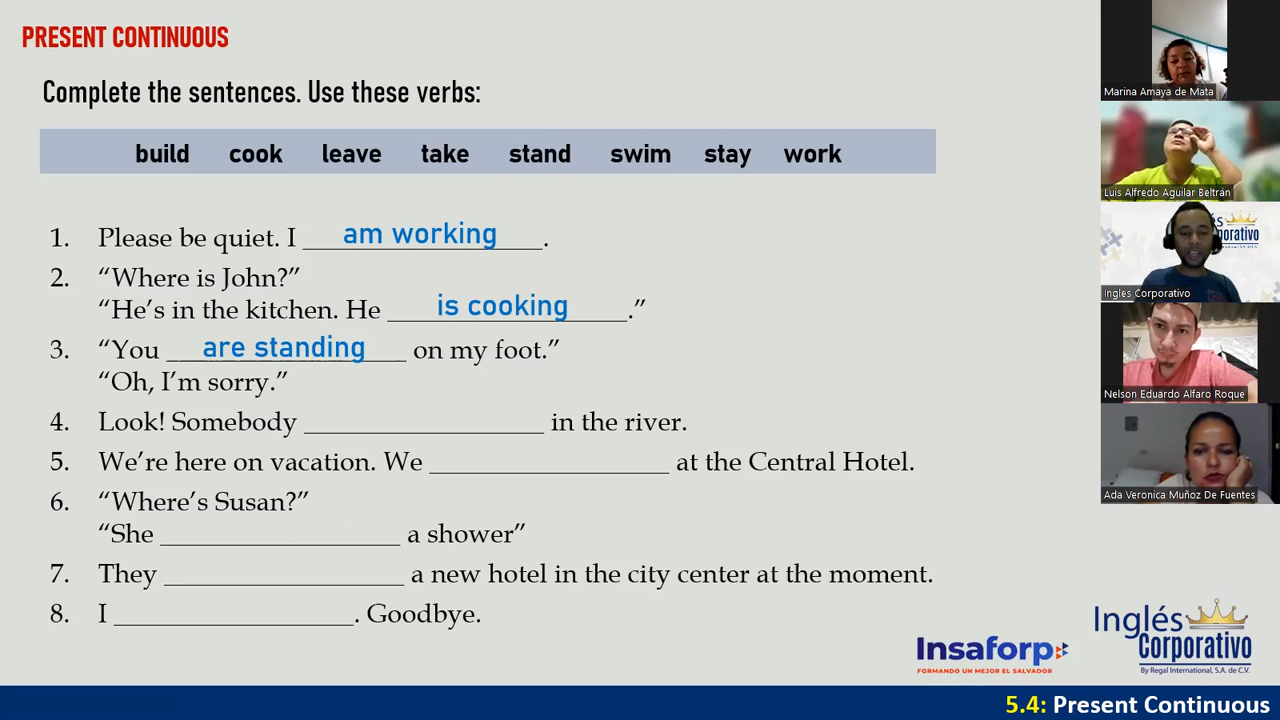 PRESENT CONTINUOUS
Complete the sentences. Use these verbs:
build cook leave take stand swim stay work
1. Please be quiet. I am working.
2. “Where is John?”
“He’s in the kitchen. He is cooking.”
3. “You are standing on my foot.”
“Oh, I’m sorry.”
4. Look! Somebody ________________ in the river.
5. We’re here on vacation. We ________________ at the Central Hotel.
6. “Where’s Susan?”
“She ________________ a shower”
7. They ________________ a new hotel in the city center at the moment.
8. I ________________. Goodbye.
Insaforp
FORMANDO UN MEJOR EL SALVADOR
Inglés
Corporativo
By Regal International, S.A. de C.V.
5.4: Present Continuous
Marina Amaya de Mata
Luis Alfredo Aguilar Beltrán
Ingles Corporativo
Nelson Eduardo Alfaro Roque
Ada Veronica Muñoz De Fuentes